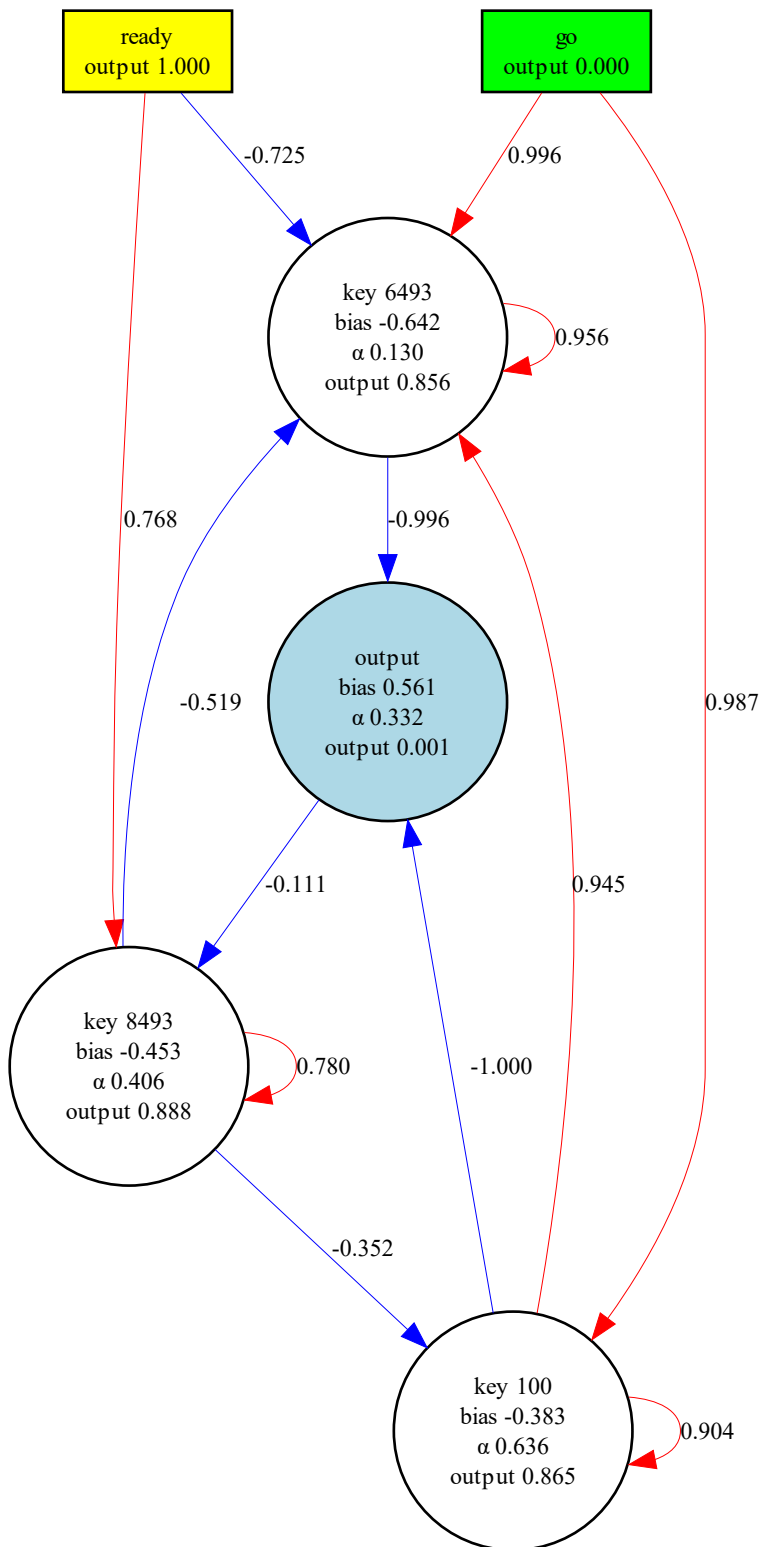 ready
output 1.000
go
output 0.000
-0.725
0.996
key 6493
bias -0.642
α 0.130
output 0.856
0.956
0.768
-0.996
-0.519
output
bias 0.561
α 0.332
output 0.001
0.987
-0.111
0.945
key 8493
bias -0.453
α 0.406
output 0.888
0.780
-1.000
-0.352
key 100
bias -0.383
α 0.636
output 0.865
0.904